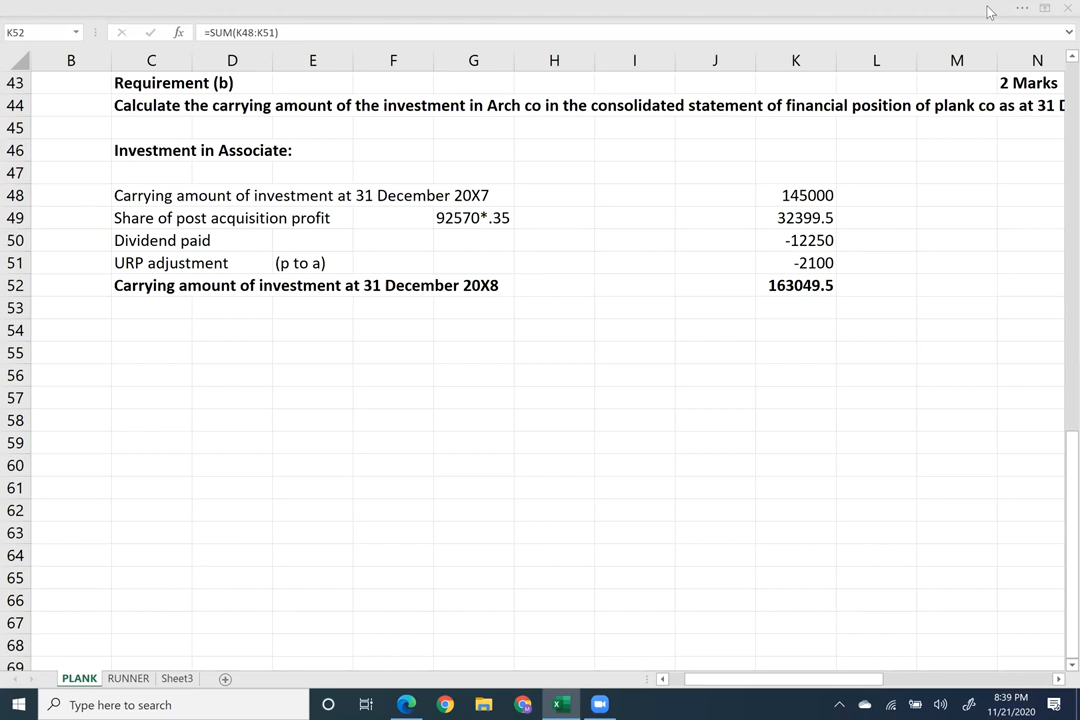 K52 fx =SUM(K48:K51)
B C D E F G H I J K L M N
43 Requirement (b) 2 Marks
44 Calculate the carrying amount of the investment in Arch co in the consolidated statement of financial position of plank co as at 31 D
45
46 Investment in Associate:
47
48 Carrying amount of investment at 31 December 20X7 145000
49 Share of post acquisition profit 92570*.35 32399.5
50 Dividend paid -12250
51 URP adjustment (p to a) -2100
52 Carrying amount of investment at 31 December 20X8 163049.5
53
54
55
56
57
58
59
60
61
62
63
64
65
66
67
68
69
PLANK RUNNER Sheet3
Type here to search
8:39 PM
11/21/2020